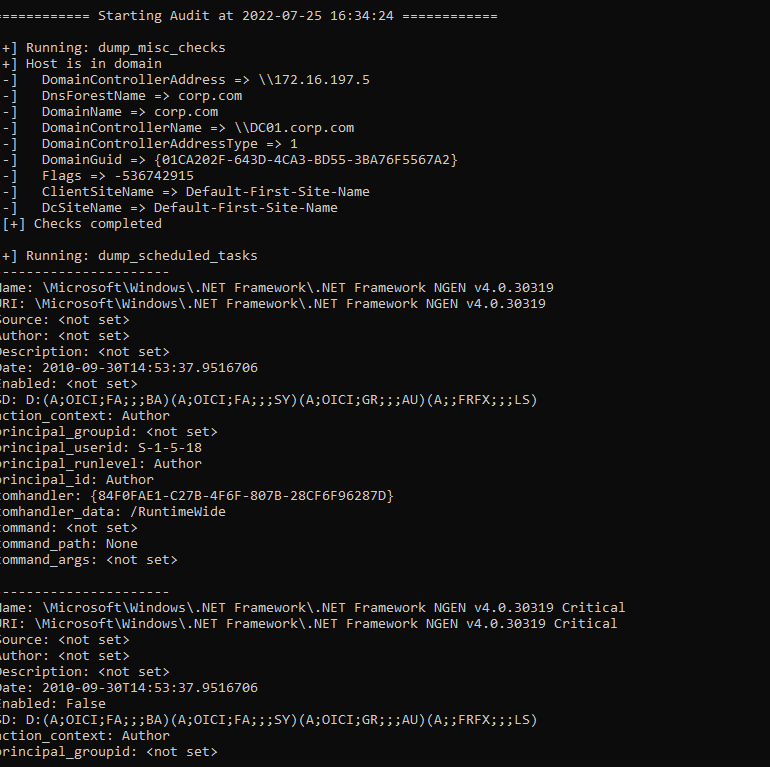 ============ Starting Audit at 2022-07-25 16:34:24 ============
+] Running: dump_misc_checks
+] Host is in domain
-]   DomainControllerAddress => \\172.16.197.5
-]   DnsForestName => corp.com
-]   DomainName => corp.com
-]   DomainControllerName => \\DC01.corp.com
-]   DomainControllerAddressType => 1
-]   DomainGuid => {01CA202F-643D-4CA3-BD55-3BA76F5567A2}
-]   Flags => -536742915
-]   ClientSiteName => Default-First-Site-Name
-]   DcSiteName => Default-First-Site-Name
[+] Checks completed
+] Running: dump_scheduled_tasks
---------------------
Name: \Microsoft\Windows\.NET Framework\.NET Framework NGEN v4.0.30319
URI: \Microsoft\Windows\.NET Framework\.NET Framework NGEN v4.0.30319
Source: <not set>
Author: <not set>
Description: <not set>
Date: 2010-09-30T14:53:37.9516706
Enabled: <not set>
SD: D:(A;OICI;FA;;;BA)(A;OICI;FA;;;SY)(A;OICI;GR;;;AU)(A;;FRFX;;;LS)
action_context: Author
principal_groupid: <not set>
principal_userid: S-1-5-18
principal_runlevel: Author
principal_id: Author
comhandler: {84F0FAE1-C27B-4F6F-807B-28CF6F96287D}
comhandler_data: /RuntimeWide
command: <not set>
command_path: None
command_args: <not set>
---------------------
Name: \Microsoft\Windows\.NET Framework\.NET Framework NGEN v4.0.30319 Critical
URI: \Microsoft\Windows\.NET Framework\.NET Framework NGEN v4.0.30319 Critical
Source: <not set>
Author: <not set>
Description: <not set>
Date: 2010-09-30T14:53:37.9516706
Enabled: False
SD: D:(A;OICI;FA;;;BA)(A;OICI;FA;;;SY)(A;OICI;GR;;;AU)(A;;FRFX;;;LS)
action_context: Author
principal_groupid: <not set>